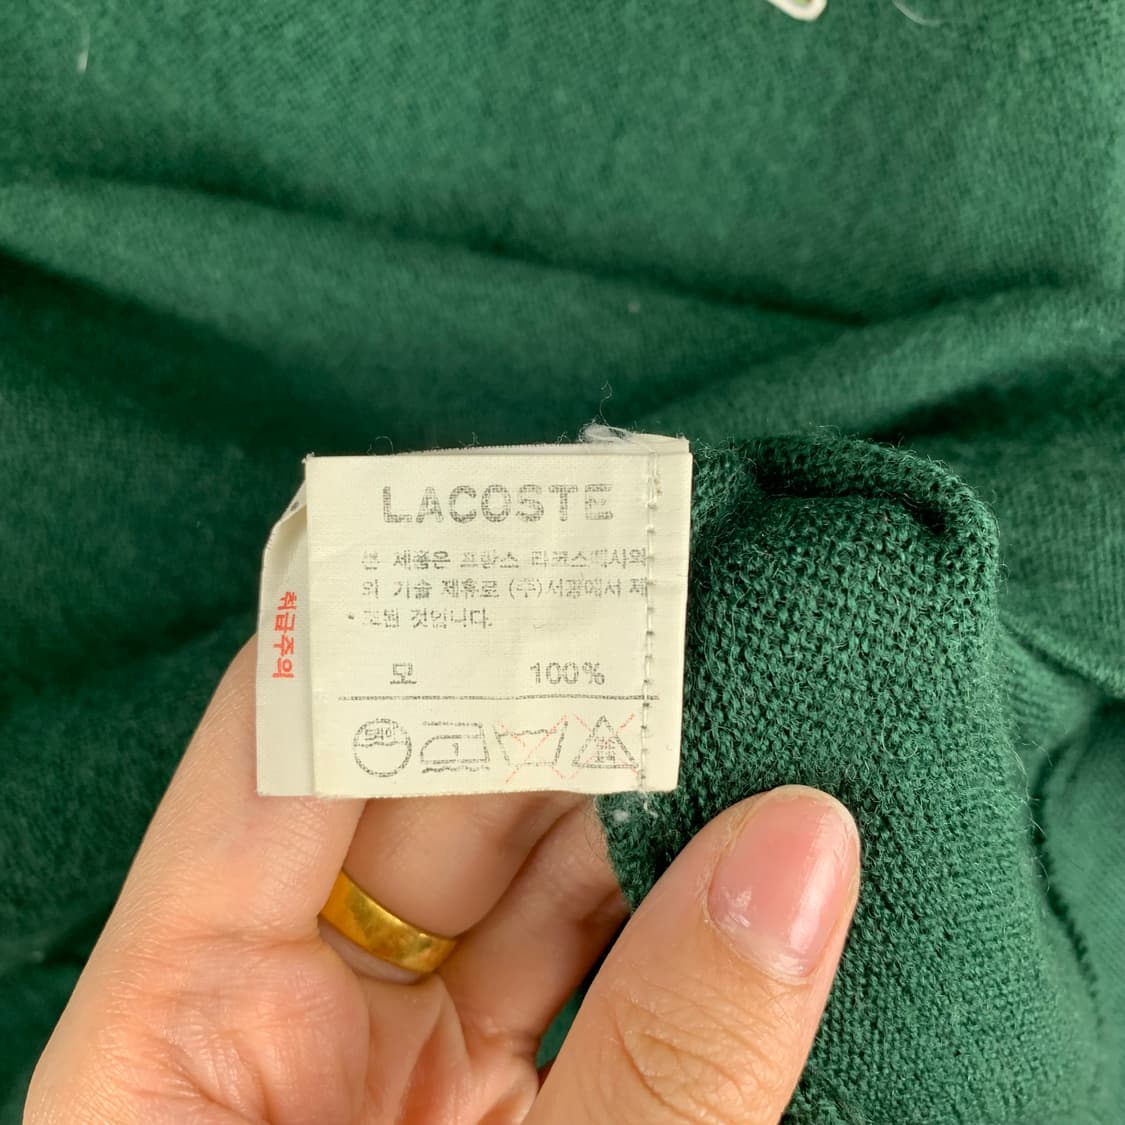 LACOSTE
본 제품은 프랑스 라코스떼사와
의 기술 제휴로 (주)서광에서 제
조된 것입니다.
모 100%
드라이 1
취급주의